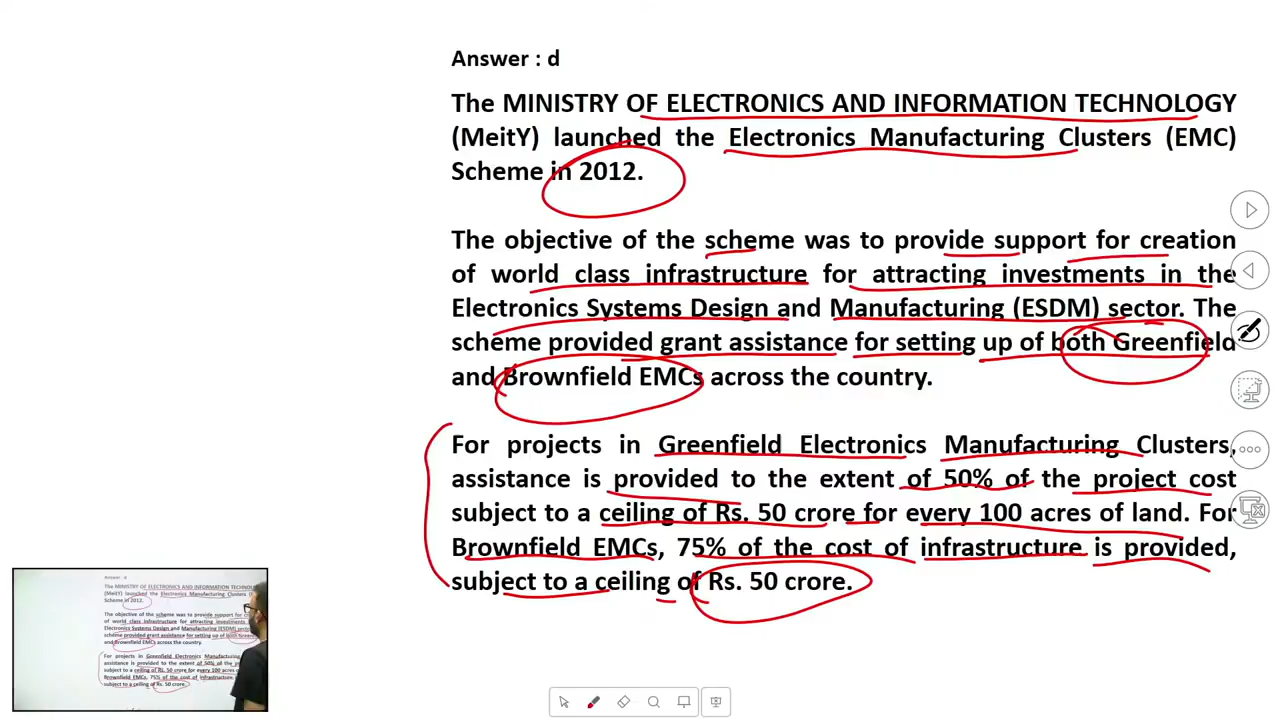 Answer : d
The MINISTRY OF ELECTRONICS AND INFORMATION TECHNOLOGY
(MeitY) launched the Electronics Manufacturing Clusters (EMC)
Scheme in 2012.
The objective of the scheme was to provide support for creation
of world class infrastructure for attracting investments in the
Electronics Systems Design and Manufacturing (ESDM) sector. The
scheme provided grant assistance for setting up of both Greenfield
and Brownfield EMCs across the country.
For projects in Greenfield Electronics Manufacturing Clusters,
assistance is provided to the extent of 50% of the project cost
subject to a ceiling of Rs. 50 crore for every 100 acres of land. For
Brownfield EMCs, 75% of the cost of infrastructure is provided,
subject to a ceiling of Rs. 50 crore.